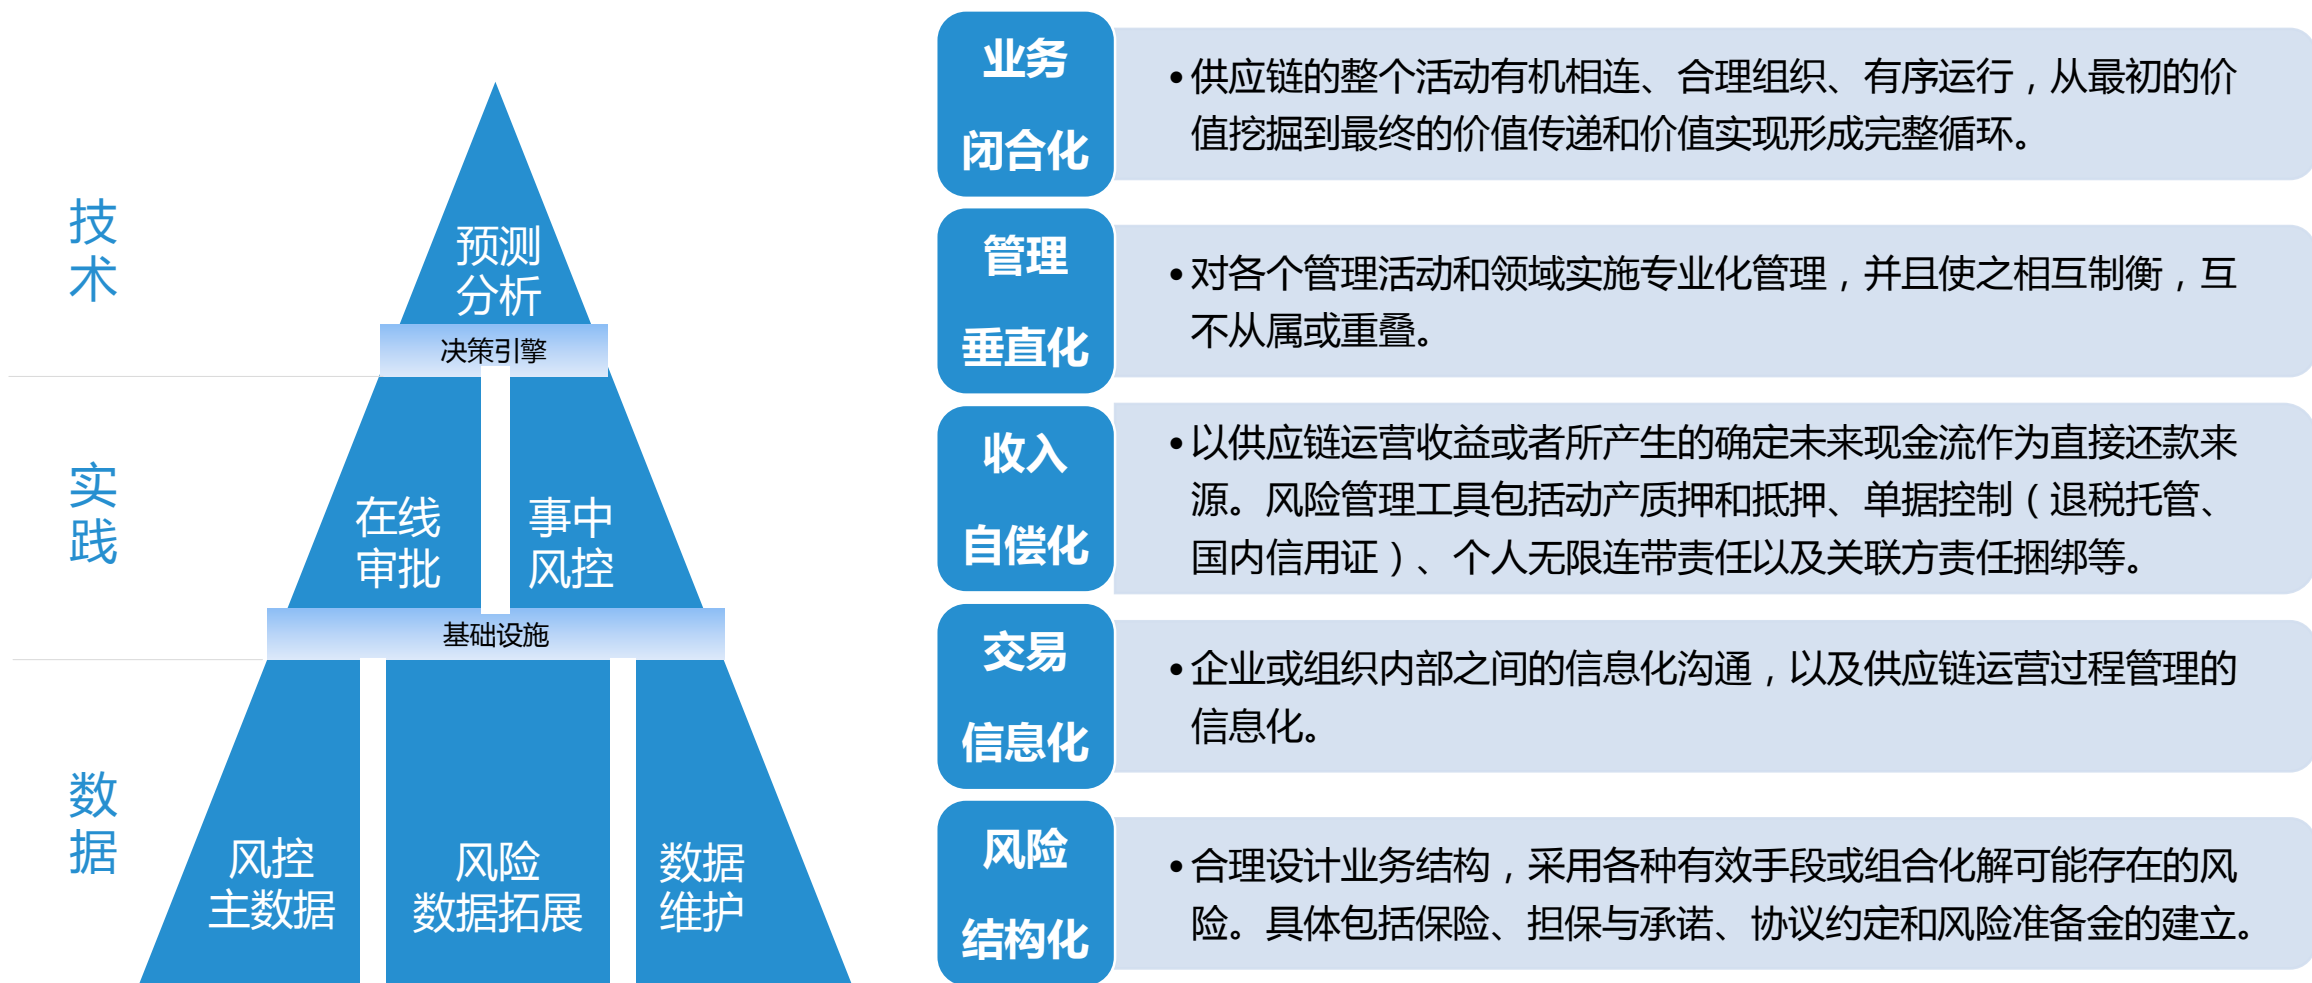 技
术
预测
分析
决策引擎
实
践
在线
审批
事中
风控
基础设施
数
据
风控
主数据
风险
数据拓展
数据
维护
业务
闭合化
•供应链的整个活动有机相连、合理组织、有序运行，从最初的价
值挖掘到最终的价值传递和价值实现形成完整循环。
管理
垂直化
•对各个管理活动和领域实施专业化管理，并且使之相互制衡，互
不从属或重叠。
收入
自偿化
•以供应链运营收益或者所产生的确定未来现金流作为直接还款来
源。风险管理工具包括动产质押和抵押、单据控制（退税托管、
国内信用证）、个人无限连带责任以及关联方责任捆绑等。
交易
信息化
•企业或组织内部之间的信息化沟通，以及供应链运营过程管理的
信息化。
风险
结构化
•合理设计业务结构，采用各种有效手段或组合化解可能存在的风
险。具体包括保险、担保与承诺、协议约定和风险准备金的建立。